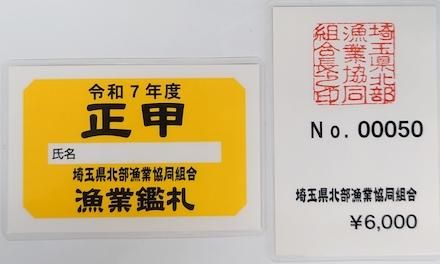 令和7年度
正甲
氏名
埼玉県北部漁業協同組合
漁業鑑札
埼玉県北部
漁業協同
組合長之印
No. 00050
埼玉県北部漁業協同組合
¥6,000